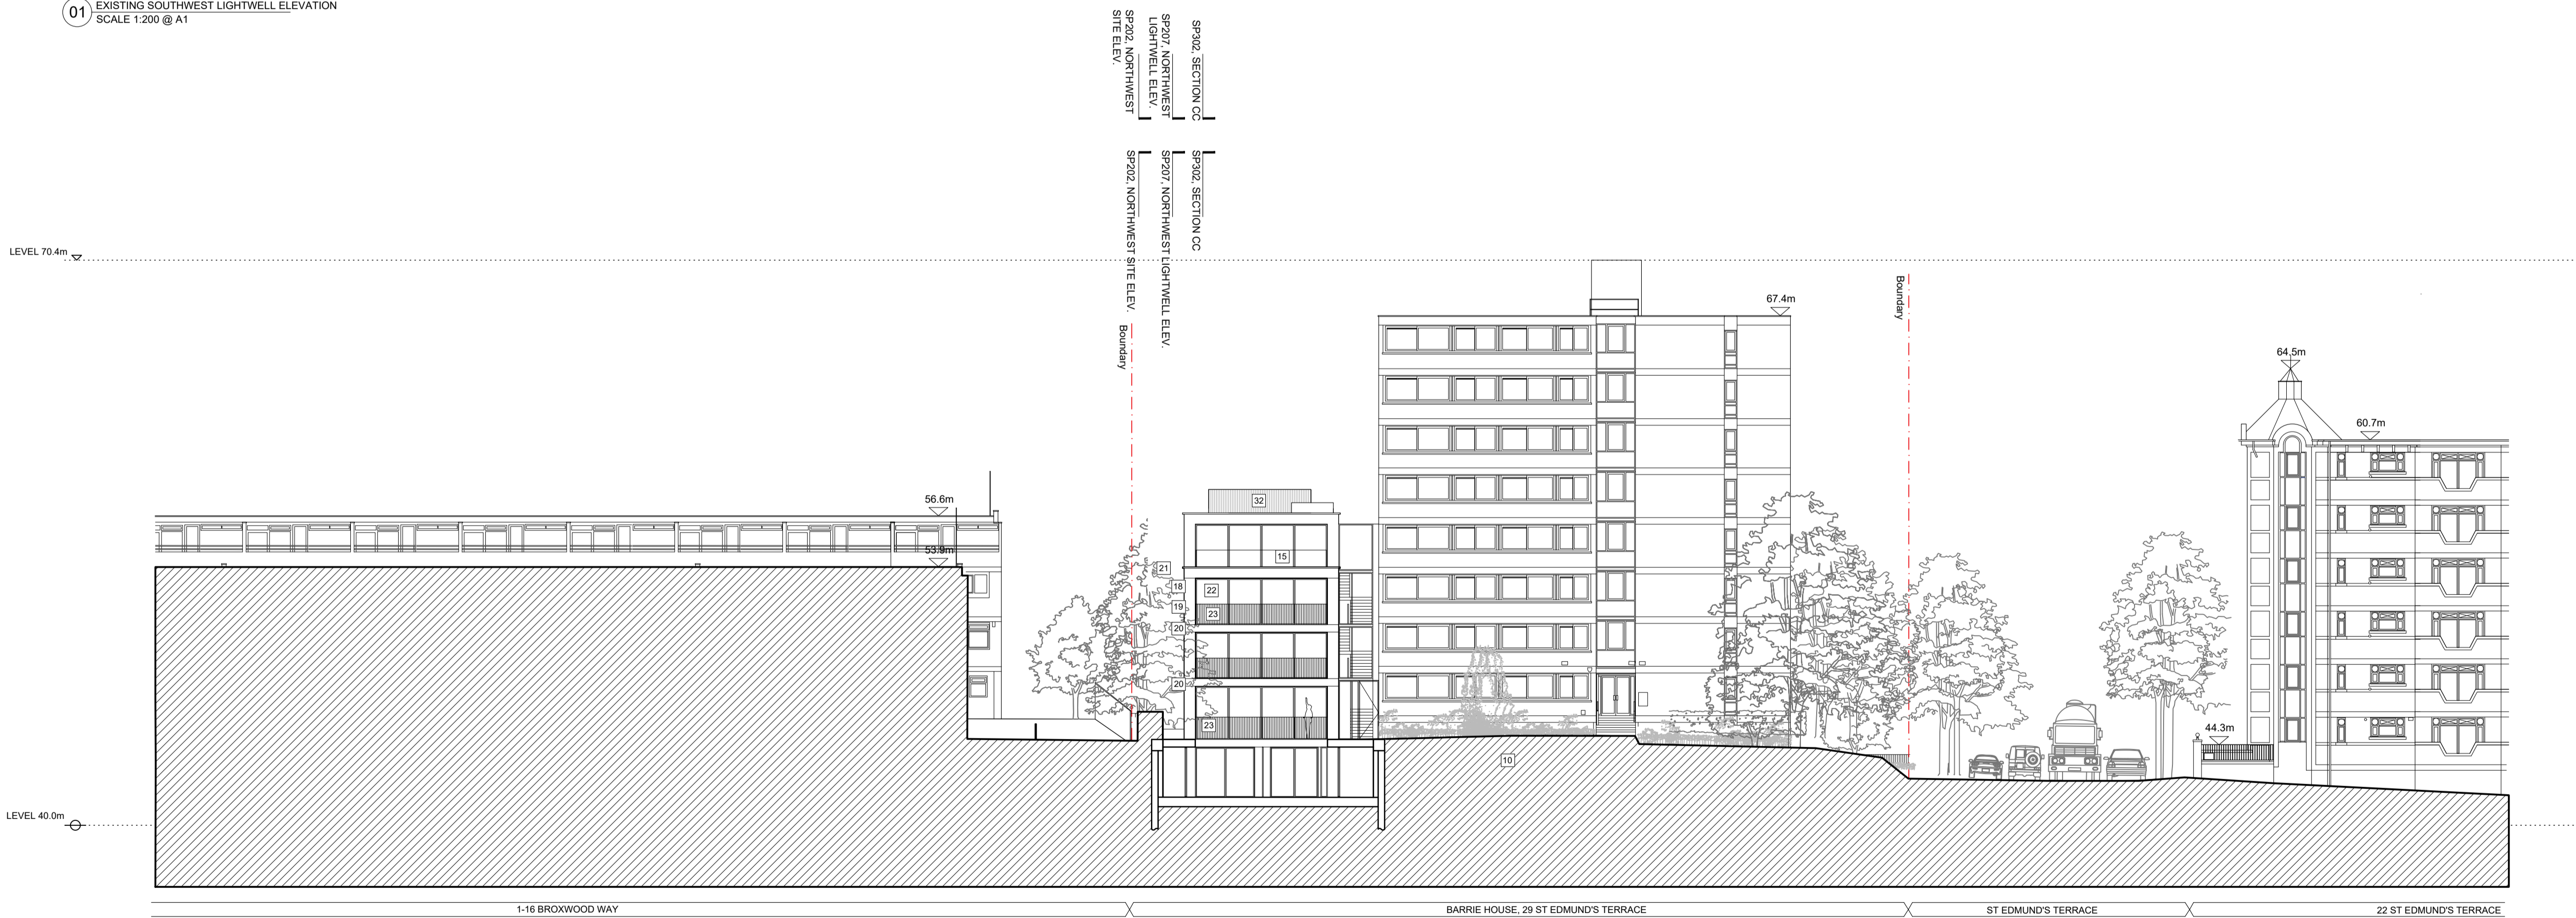 01
EXISTING SOUTHWEST LIGHTWELL ELEVATION
SCALE 1:200 @ A1
SP202, NORTHWEST
SITE ELEV.
SP207, NORTHWEST
LIGHTWELL ELEV.
SP302, SECTION CC
SP202, NORTHWEST SITE ELEV.
SP207, NORTHWEST LIGHTWELL ELEV.
SP302, SECTION CC
LEVEL 70.4m
Boundary
Boundary
67.4m
64.5m
60.7m
56.6m
53.9m
32
15
21
18
22
19
23
20
20
23
44.3m
10
LEVEL 40.0m
1-16 BROXWOOD WAY
BARRIE HOUSE, 29 ST EDMUND'S TERRACE
ST EDMUND'S TERRACE
22 ST EDMUND'S TERRACE